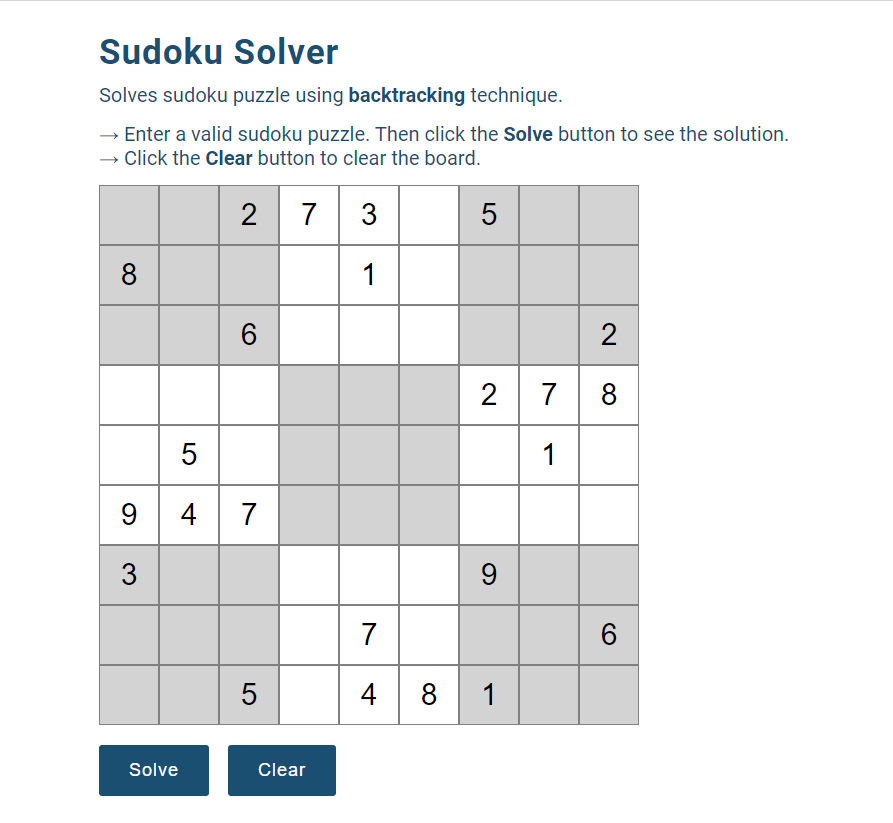 Sudoku Solver
Solves sudoku puzzle using backtracking technique.
→ Enter a valid sudoku puzzle. Then click the Solve button to see the solution.
→ Click the Clear button to clear the board.
2 7 3 5
8 1
6 2
2 7 8
5 1
9 4 7
3 9
7 6
5 4 8 1
Solve Clear